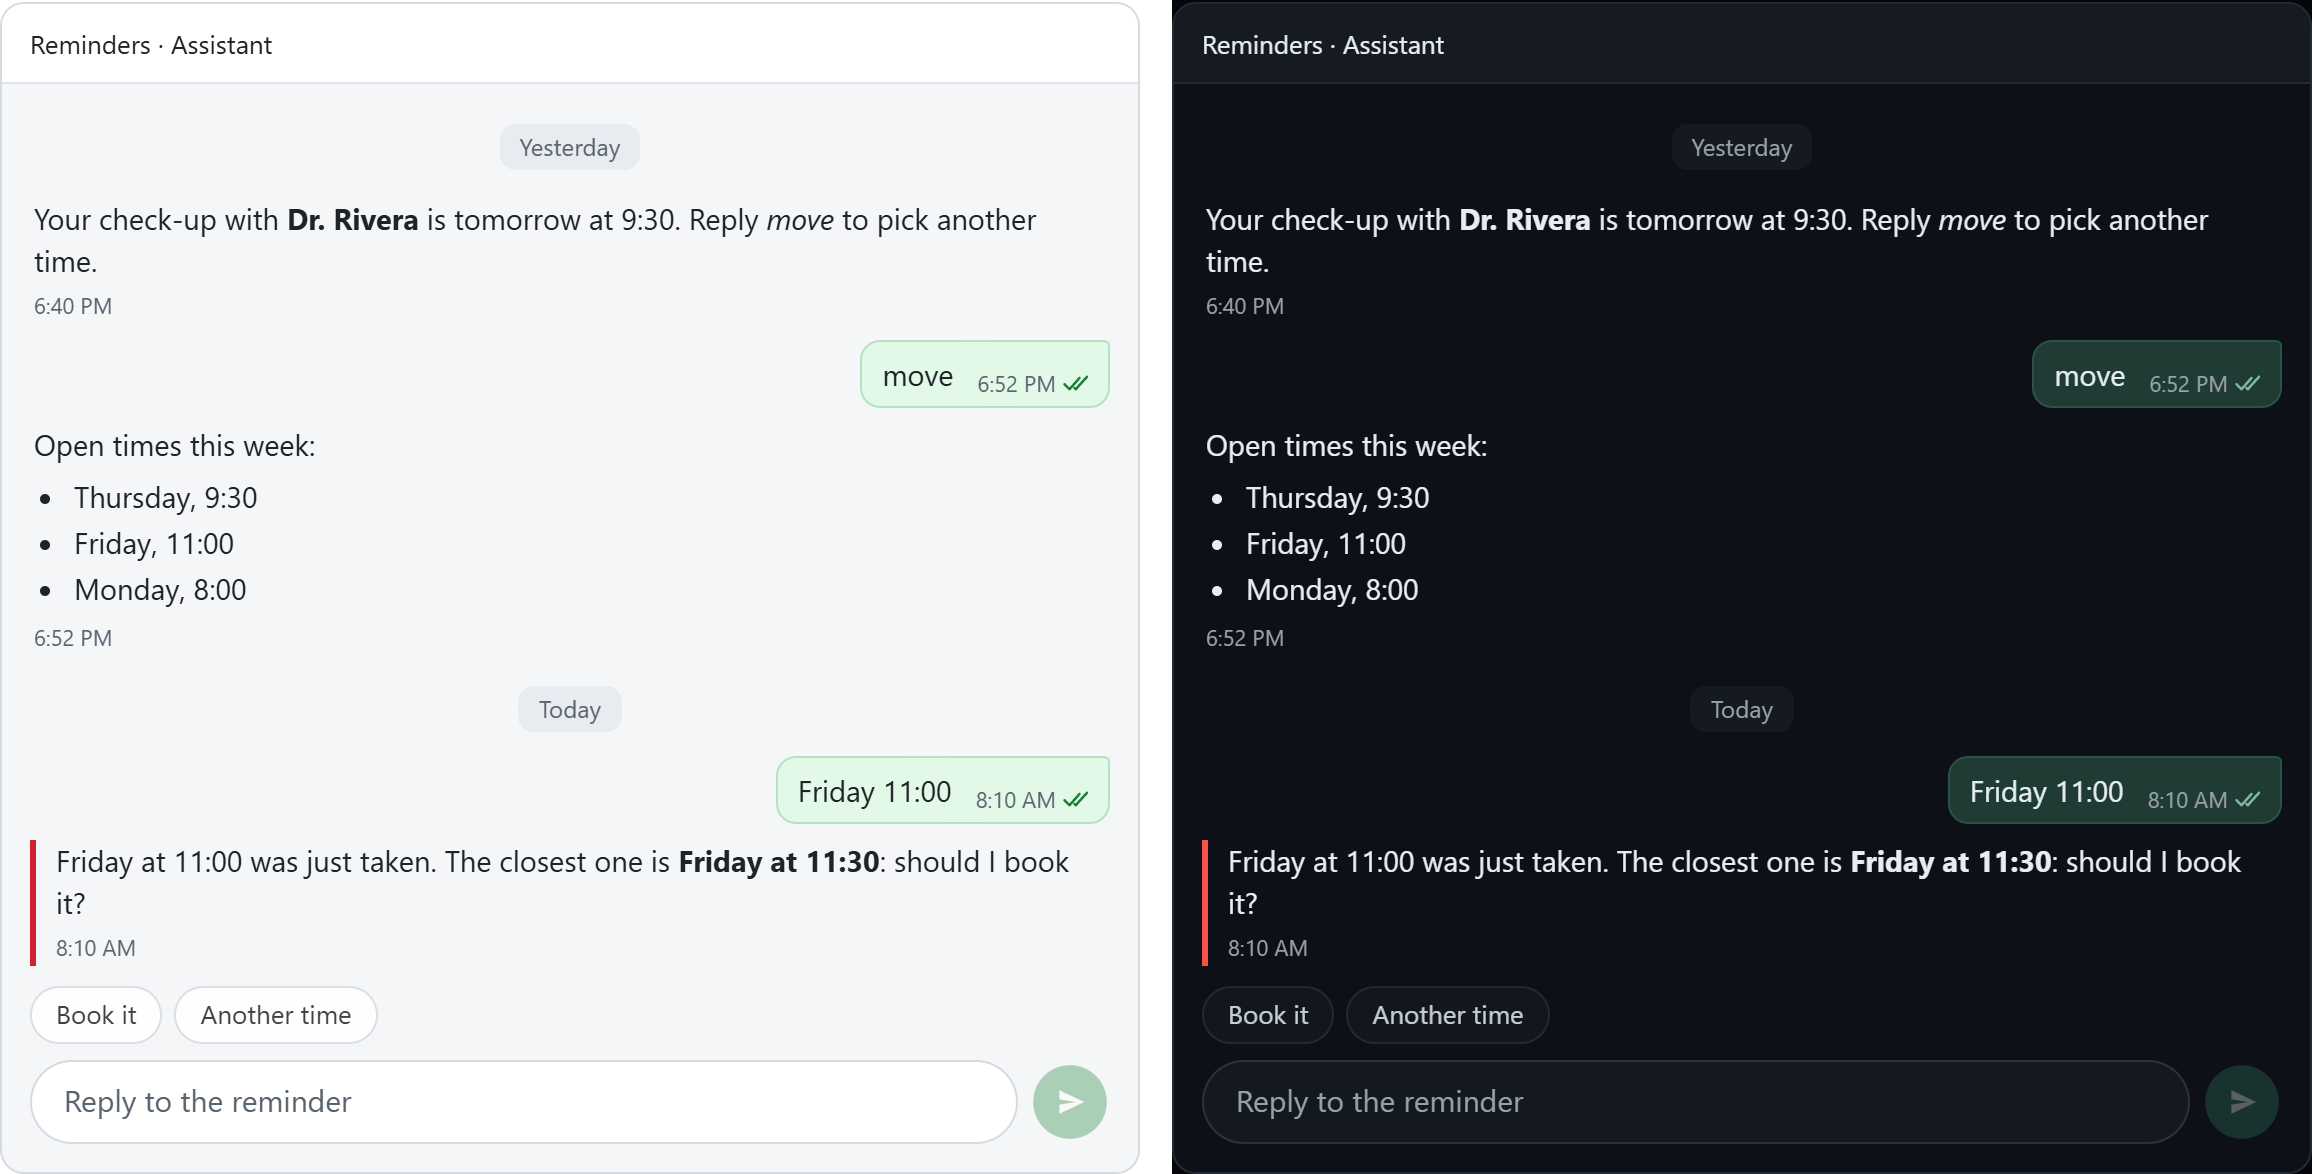 Reminders · Assistant
Yesterday
Your check-up with Dr. Rivera is tomorrow at 9:30. Reply move to pick another
time.
6:40 PM
move 6:52 PM
Open times this week:
• Thursday, 9:30
• Friday, 11:00
• Monday, 8:00
6:52 PM
Today
Friday 11:00 8:10 AM
Friday at 11:00 was just taken. The closest one is Friday at 11:30: should I book
it?
8:10 AM
Book it Another time
Reply to the reminder
Reminders · Assistant
Yesterday
Your check-up with Dr. Rivera is tomorrow at 9:30. Reply move to pick another
time.
6:40 PM
move 6:52 PM
Open times this week:
• Thursday, 9:30
• Friday, 11:00
• Monday, 8:00
6:52 PM
Today
Friday 11:00 8:10 AM
Friday at 11:00 was just taken. The closest one is Friday at 11:30: should I book
it?
8:10 AM
Book it Another time
Reply to the reminder